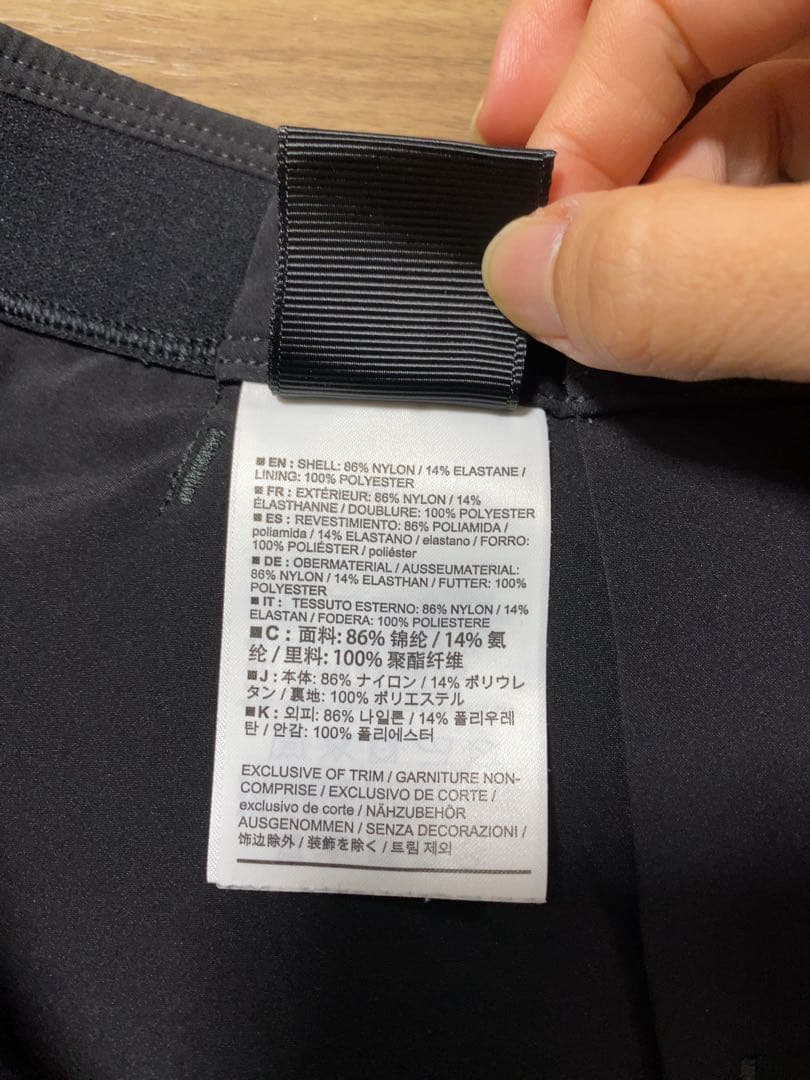 EN : SHELL: 86% NYLON / 14% ELASTANE /
LINING: 100% POLYESTER
FR : EXTÉRIEUR: 86% NYLON / 14%
ÉLASTHANNE / DOUBLURE: 100% POLYESTER
ES : REVESTIMIENTO: 86% POLIAMIDA /
poliamida / 14% ELASTANO / elastano / FORRO:
100% POLIÉSTER / poliéster
DE : OBERMATERIAL / AUSSEUMATERIAL:
86% NYLON / 14% ELASTHAN / FUTTER: 100%
POLYESTER
IT : TESSUTO ESTERNO: 86% NYLON / 14%
ELASTAN / FODERA: 100% POLIESTERE
C : 面料: 86% 锦纶 / 14% 氨
纶 / 里料: 100% 聚酯纤维
J : 本体: 86% ナイロン / 14% ポリウレ
タン / 裏地: 100% ポリエステル
K : 외피: 86% 나일론 / 14% 폴리우레
탄 / 안감: 100% 폴리에스터
EXCLUSIVE OF TRIM / GARNITURE NON-
COMPRISE / EXCLUSIVO DE CORTE /
exclusivo de corte / NÄHZUBEHÖR
AUSGENOMMEN / SENZA DECORAZIONI /
饰边除外 / 装飾を除く / 트림 제외